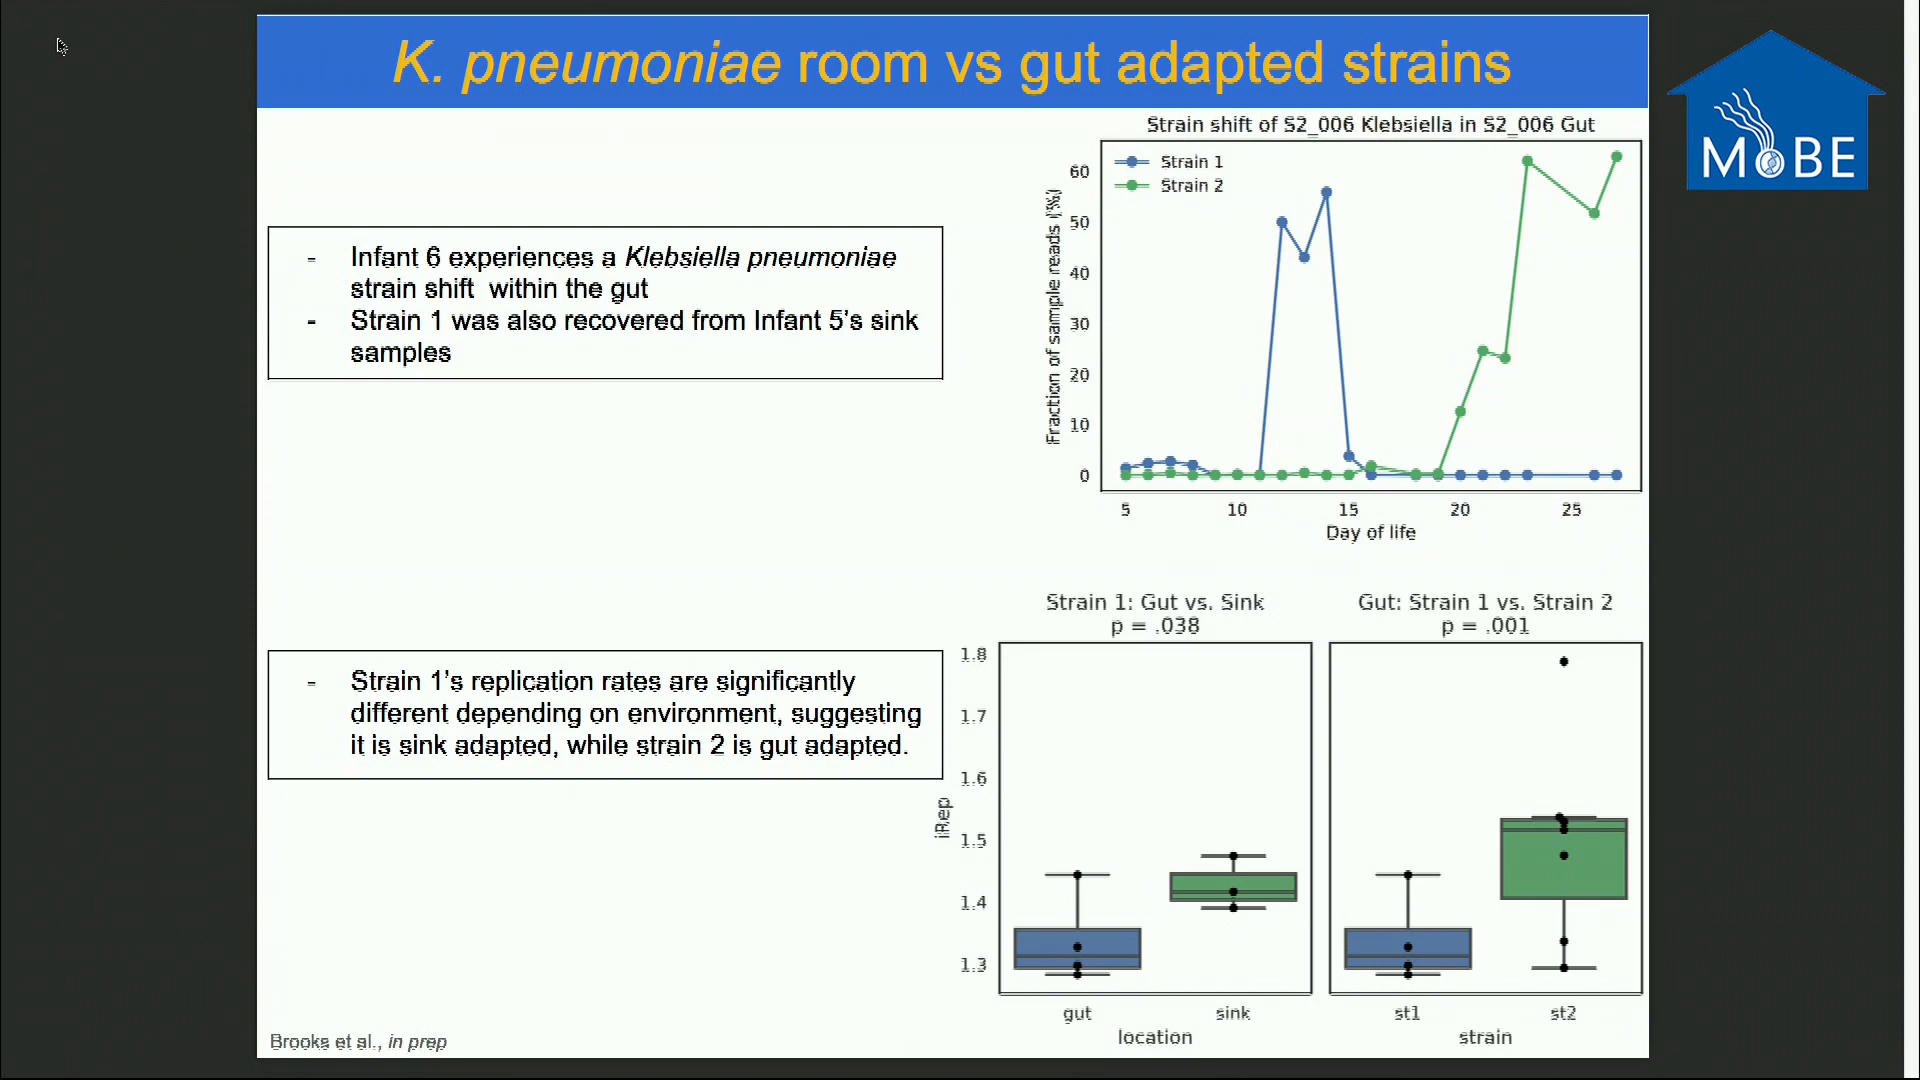 K. pneumoniae room vs gut adapted strains
MoBE
Strain shift of S2_006 Klebsiella in S2_006 Gut
Strain 1
Strain 2
Fraction of sample reads (%)
60
50
40
30
20
10
0
5 10 15 20 25
Day of life
- Infant 6 experiences a Klebsiella pneumoniae
strain shift within the gut
- Strain 1 was also recovered from Infant 5's sink
samples
- Strain 1's replication rates are significantly
different depending on environment, suggesting
it is sink adapted, while strain 2 is gut adapted.
Strain 1: Gut vs. Sink
p = .038
Gut: Strain 1 vs. Strain 2
p = .001
iRep
1.8
1.7
1.6
1.5
1.4
1.3
gut sink
location
st1 st2
strain
Brooks et al., in prep